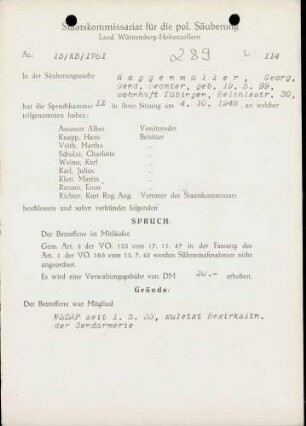 Staatskommissariat für die pol. Säuberung
Land Württemberg-Hohenzollern
Az: 15/KB/1761 289 114
In der Säuberungssache Waggenmüller, Georg,
Gend. beamter, geb. 19. 5. 99,
wohnhaft Tübingen, 30,
hat die Spruchkammer IX in ihrer Sitzung am 4. 10. 1948, an welcher
teilgenommen haben:
Assessor Alber Vorsitzender
Knapp, Hans Beisitzer
Veith, Martha
Schulze, Charlotte
Weimo, Karl
Karl, Julius
Klett, Martin
Renner, Ernst
Richter, Kurt Reg. Ang. Vertreter des Staatskommissars
beschlossen und sofort verkündet folgenden
SPRUCH:
Der Betroffene ist Mitläufer.
Gem. Art. 3 der VO. 133 vom 17. 11. 47 in der Fassung des
Art. 1 der VO. 165 vom 13. 7. 48 werden Sühnemaßnahmen nicht
angeordnet.
Es wird eine Verwaltungsgebühr von DM 20.- erhoben.
Gründe:
Der Betroffene war Mitglied
NSDAP seit 1. 5. 33, zuletzt Bezirksltn.
der Gendarmerie